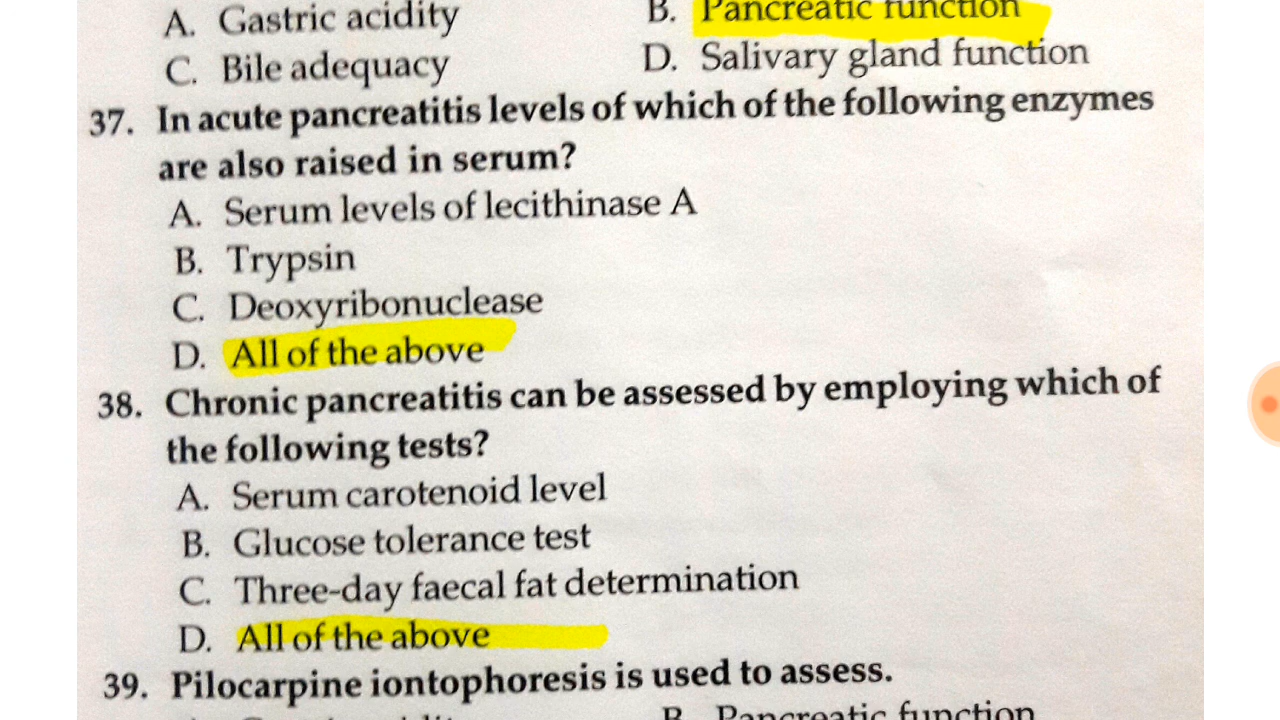 A. Gastric acidity B. Pancreatic function
C. Bile adequacy D. Salivary gland function
37. In acute pancreatitis levels of which of the following enzymes
are also raised in serum?
A. Serum levels of lecithinase A
B. Trypsin
C. Deoxyribonuclease
D. All of the above
38. Chronic pancreatitis can be assessed by employing which of
the following tests?
A. Serum carotenoid level
B. Glucose tolerance test
C. Three-day faecal fat determination
D. All of the above
39. Pilocarpine iontophoresis is used to assess.
B. Pancreatic function